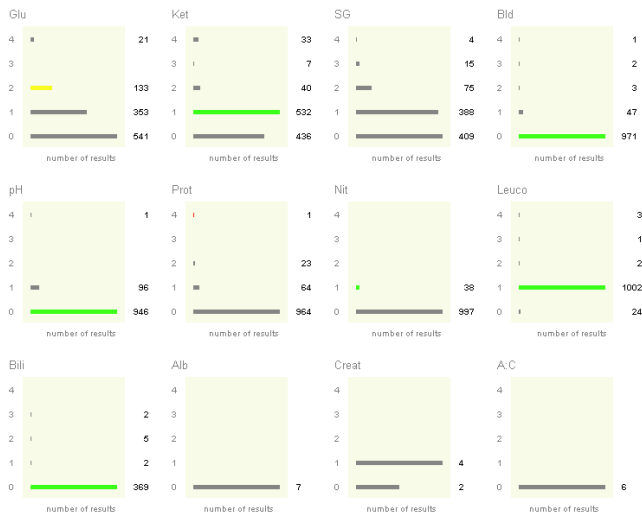 Glu Ket SG Bld
4 21 4 33 4 4 4 1
3 3 7 3 15 3 2
2 133 2 40 2 75 2 3
1 353 1 532 1 388 1 47
0 541 0 436 0 409 0 971
number of results number of results number of results number of results
pH Prot Nit Leuco
4 1 4 1 4 4 3
3 3 3 3 1
2 2 23 2 2 2
1 96 1 64 1 38 1 1002
0 946 0 964 0 997 0 24
number of results number of results number of results number of results
Bili Alb Creat A:C
4 4 4 4
3 2 3 3 3
2 5 2 2 2
1 2 1 1 4 1
0 369 0 7 0 2 0 6
number of results number of results number of results number of results